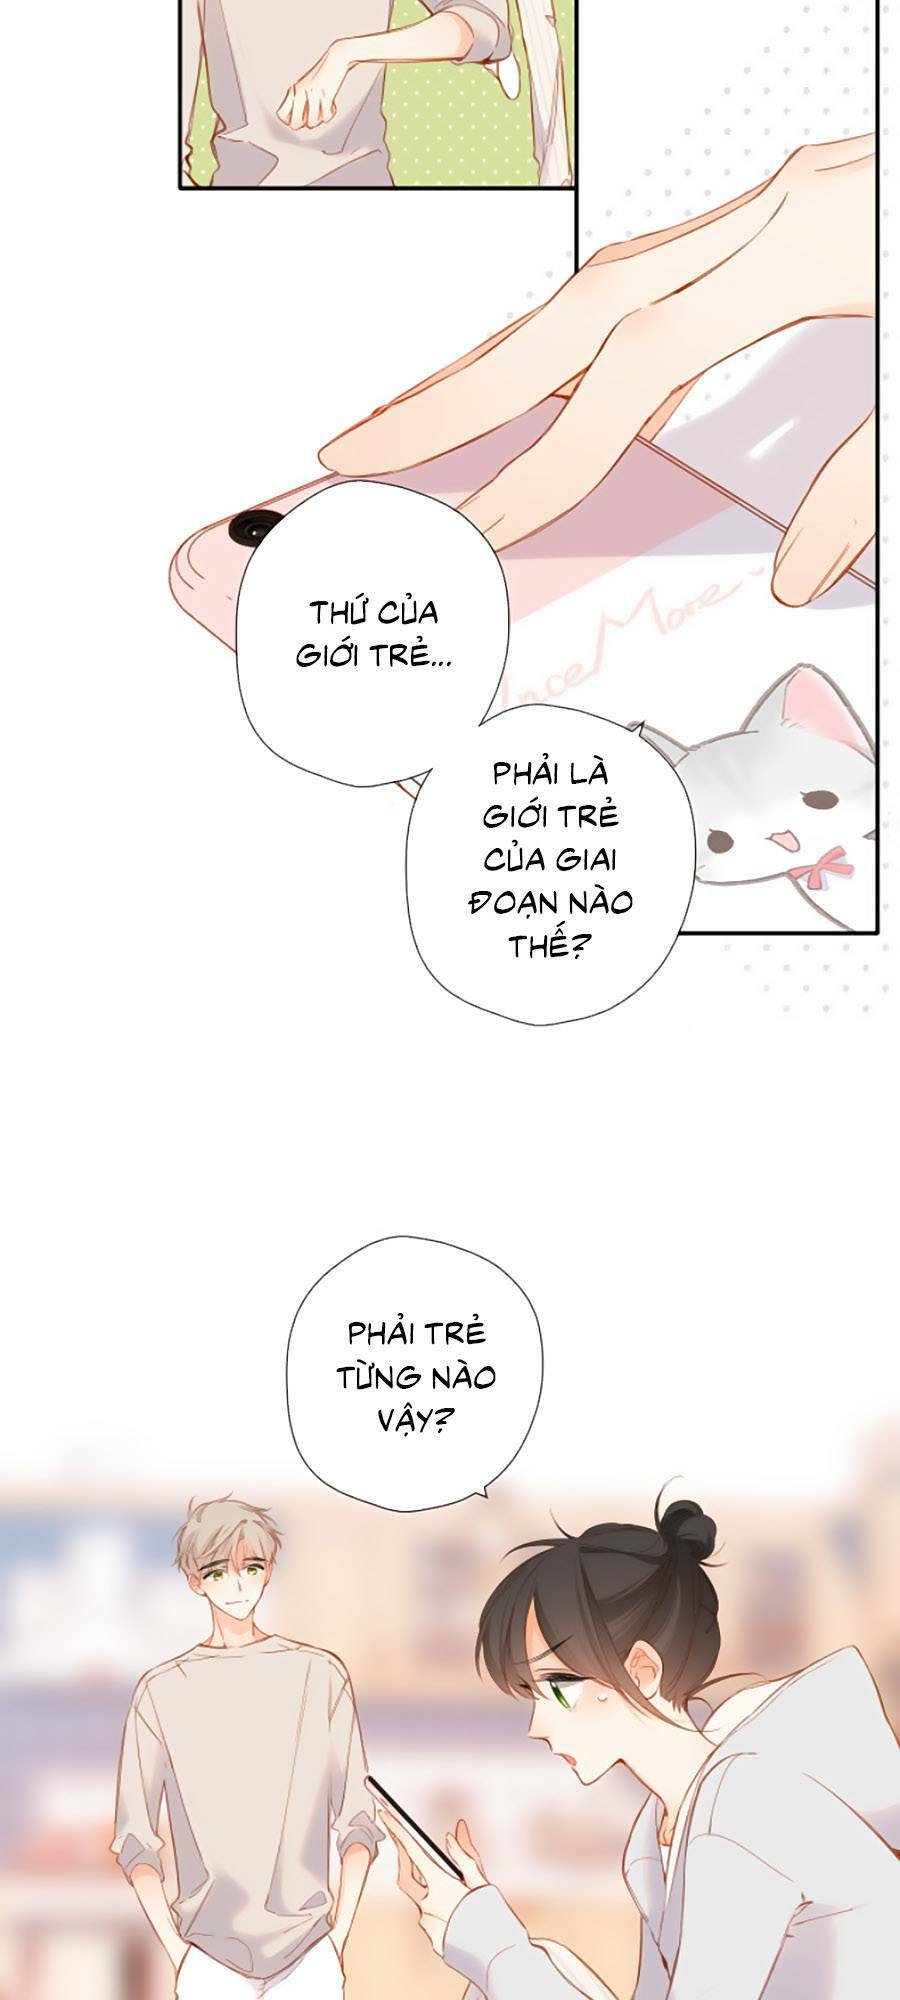 THỨ CỦA
GIỚI TRẺ...
PHẢI LÀ
GIỚI TRẺ
CỦA GIAI
ĐOẠN NÀO
THẾ?
PHẢI TRẺ
TỪNG NÀO
VẬY?